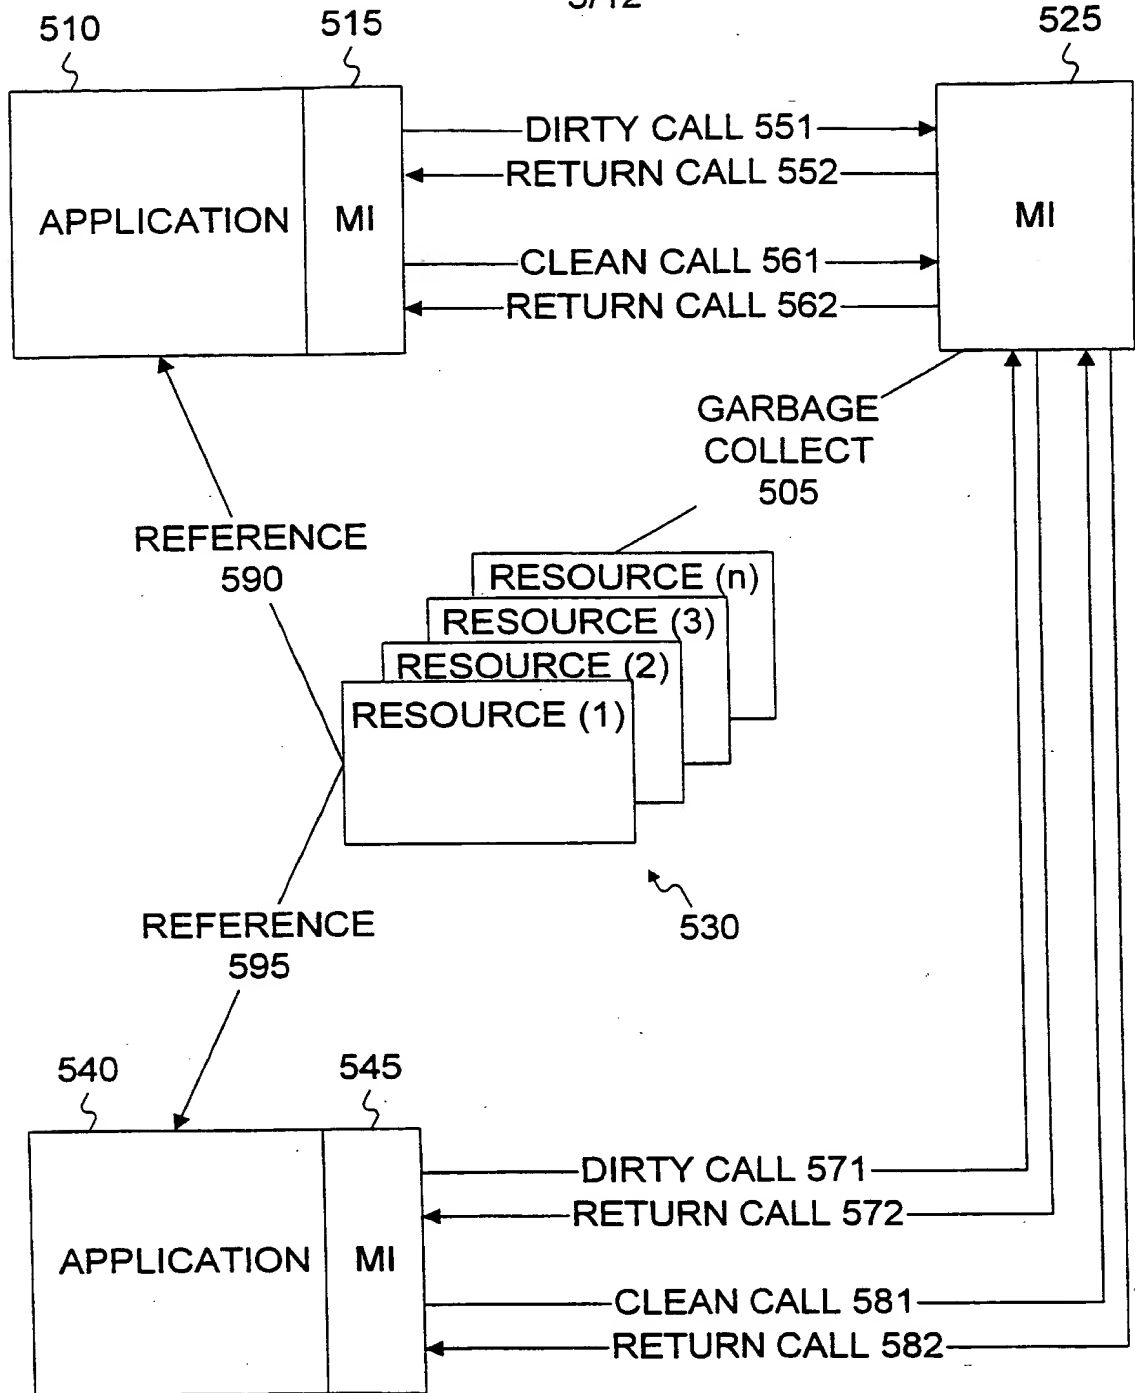 5/12
510
515
525
DIRTY CALL 551
RETURN CALL 552
APPLICATION
MI
MI
CLEAN CALL 561
RETURN CALL 562
GARBAGE
COLLECT
505
REFERENCE
590
RESOURCE (n)
RESOURCE (3)
RESOURCE (2)
RESOURCE (1)
REFERENCE
595
530
540
545
DIRTY CALL 571
RETURN CALL 572
APPLICATION
MI
CLEAN CALL 581
RETURN CALL 582